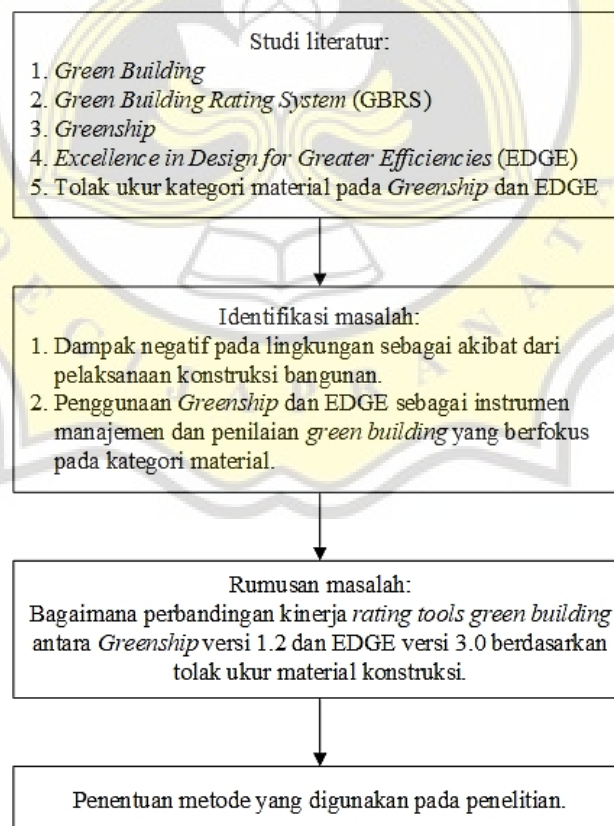 Studi literatur:
1. Green Building
2. Green Building Rating System (GBRS)
3. Greenship
4. Excellence in Design for Greater Efficiencies (EDGE)
5. Tolak ukur kategori material pada Greenship dan EDGE
Identifikasi masalah:
1. Dampak negatif pada lingkungan sebagai akibat dari
pelaksanaan konstruksi bangunan.
2. Penggunaan Greenship dan EDGE sebagai instrumen
manajemen dan penilaian green building yang berfokus
pada kategori material.
Rumusan masalah:
Bagaimana perbandingan kinerja rating tools green building
antara Greenship versi 1.2 dan EDGE versi 3.0 berdasarkan
tolak ukur material konstruksi.
Penentuan metode yang digunakan pada penelitian.